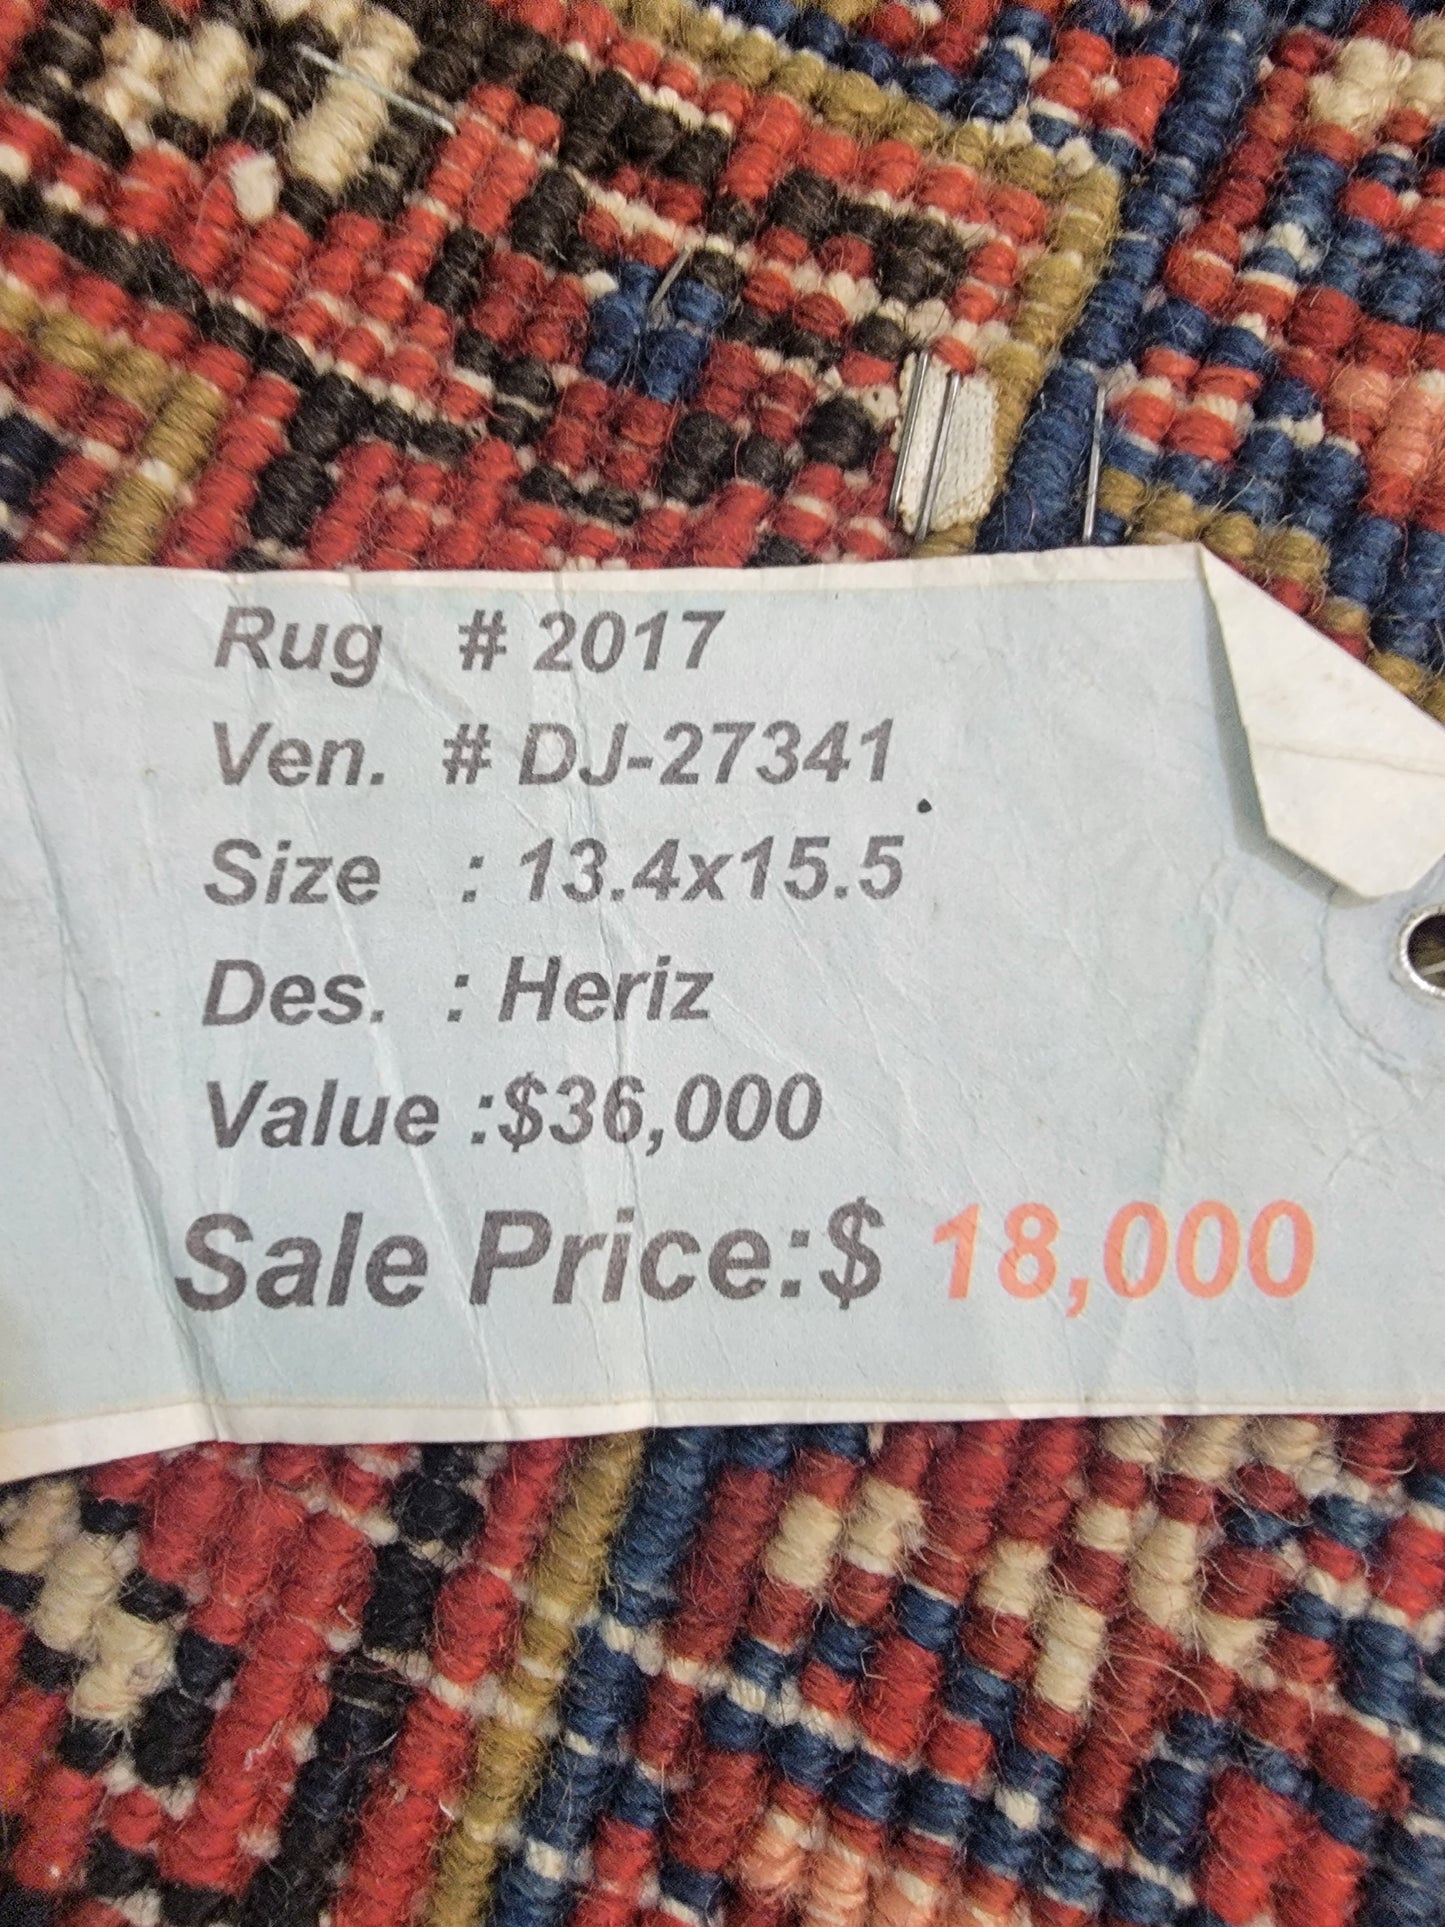 Rug # 2017
Ven. # DJ-27341
Size : 13.4x15.5
Des. : Heriz
Value :$36,000
Sale Price:$ 18,000